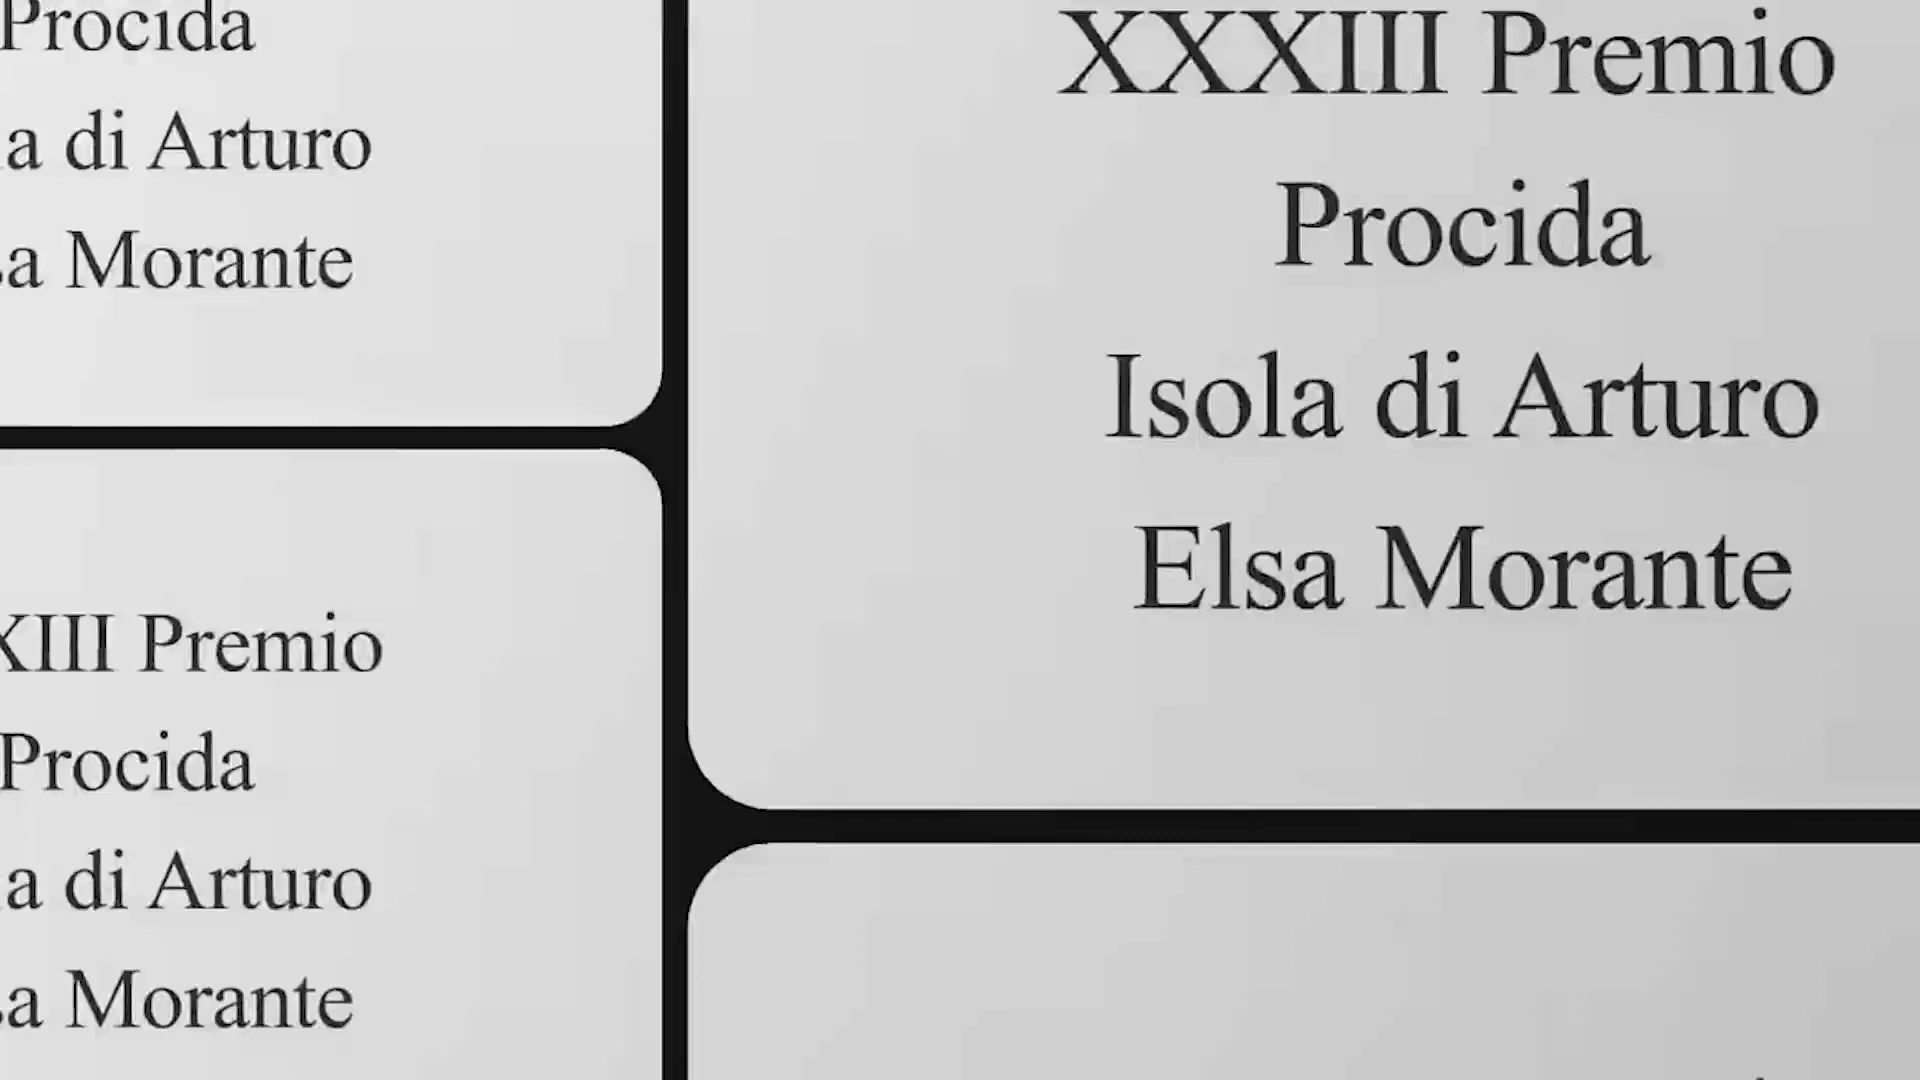 Procida
a di Arturo
a Morante
XIII Premio
Procida
a di Arturo
a Morante
XXXIII Premio
Procida
Isola di Arturo
Elsa Morante